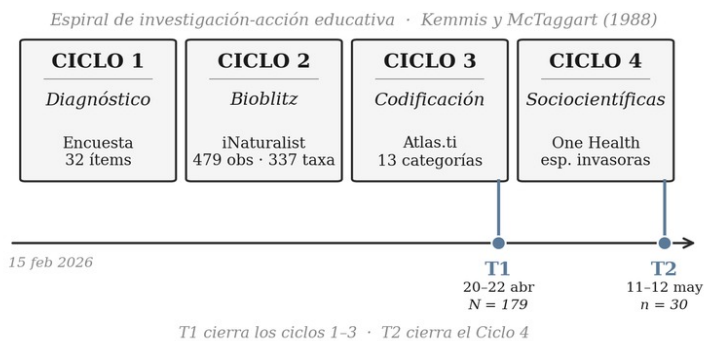 Espiral de investigación-acción educativa · Kemmis y McTaggart (1988)
CICLO 1
Diagnóstico
Encuesta
32 ítems
CICLO 2
Bioblitz
iNaturalist
479 obs · 337 taxa
CICLO 3
Codificación
Atlas.ti
13 categorías
CICLO 4
Sociocientíficas
One Health
esp. invasoras
15 feb 2026
T1
20–22 abr
N = 179
T2
11–12 may
n = 30
T1 cierra los ciclos 1–3 · T2 cierra el Ciclo 4